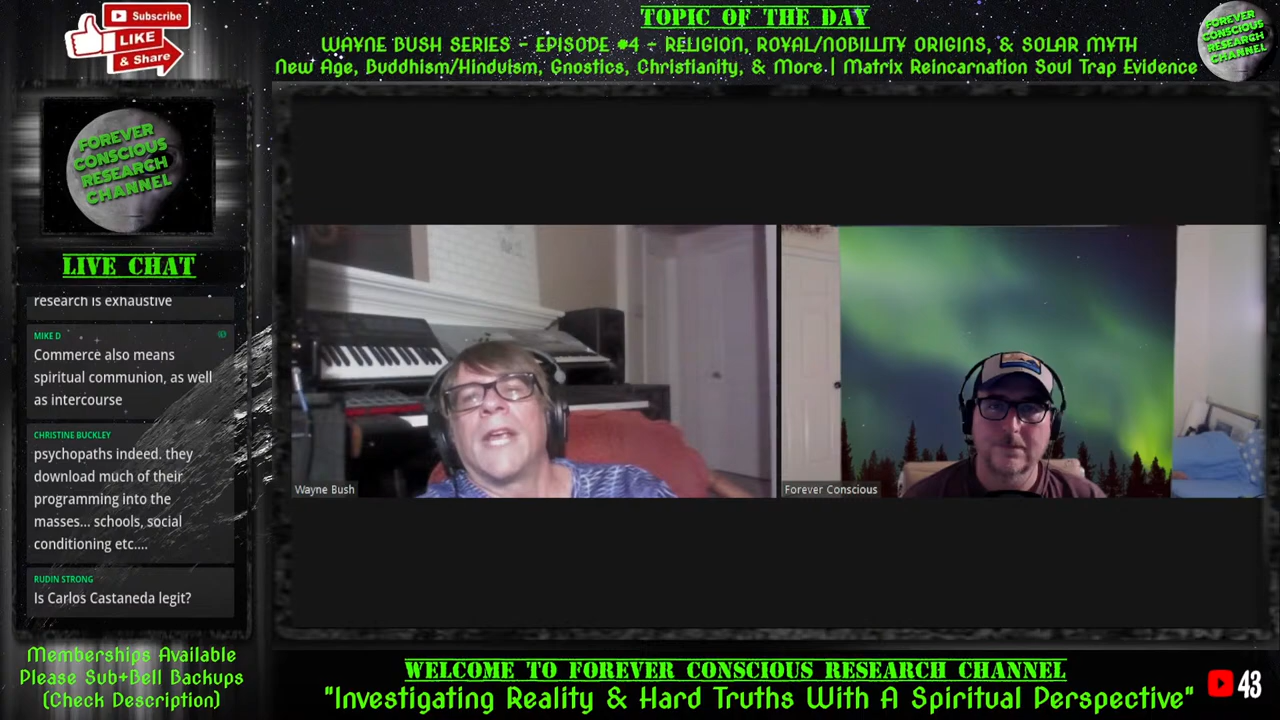 Subscribe
LIKE
& Share
TOPIC OF THE DAY
WAYNE BUSH SERIES - EPISODE #4 - RELIGION, ROYAL/NOBILLITY ORIGINS, & SOLAR MYTH
New Age, Buddhism/Hinduism, Gnostics, Christianity, & More | Matrix Reincarnation Soul Trap Evidence
FOREVER
CONSCIOUS
RESEARCH
CHANNEL
FOREVER
CONSCIOUS
RESEARCH
CHANNEL
LIVE CHAT
research is exhaustive
MIKE D
Commerce also means
spiritual communion, as well
as intercourse
CHRISTINE BUCKLEY
psychopaths indeed. they
download much of their
programming into the
masses... schools, social
conditioning etc....
RUDIN STRONG
Is Carlos Castaneda legit?
Wayne Bush
Forever Conscious
Memberships Available
Please Sub+Bell Backups
(Check Description)
WELCOME TO FOREVER CONSCIOUS RESEARCH CHANNEL
"Investigating Reality & Hard Truths With A Spiritual Perspective"
43